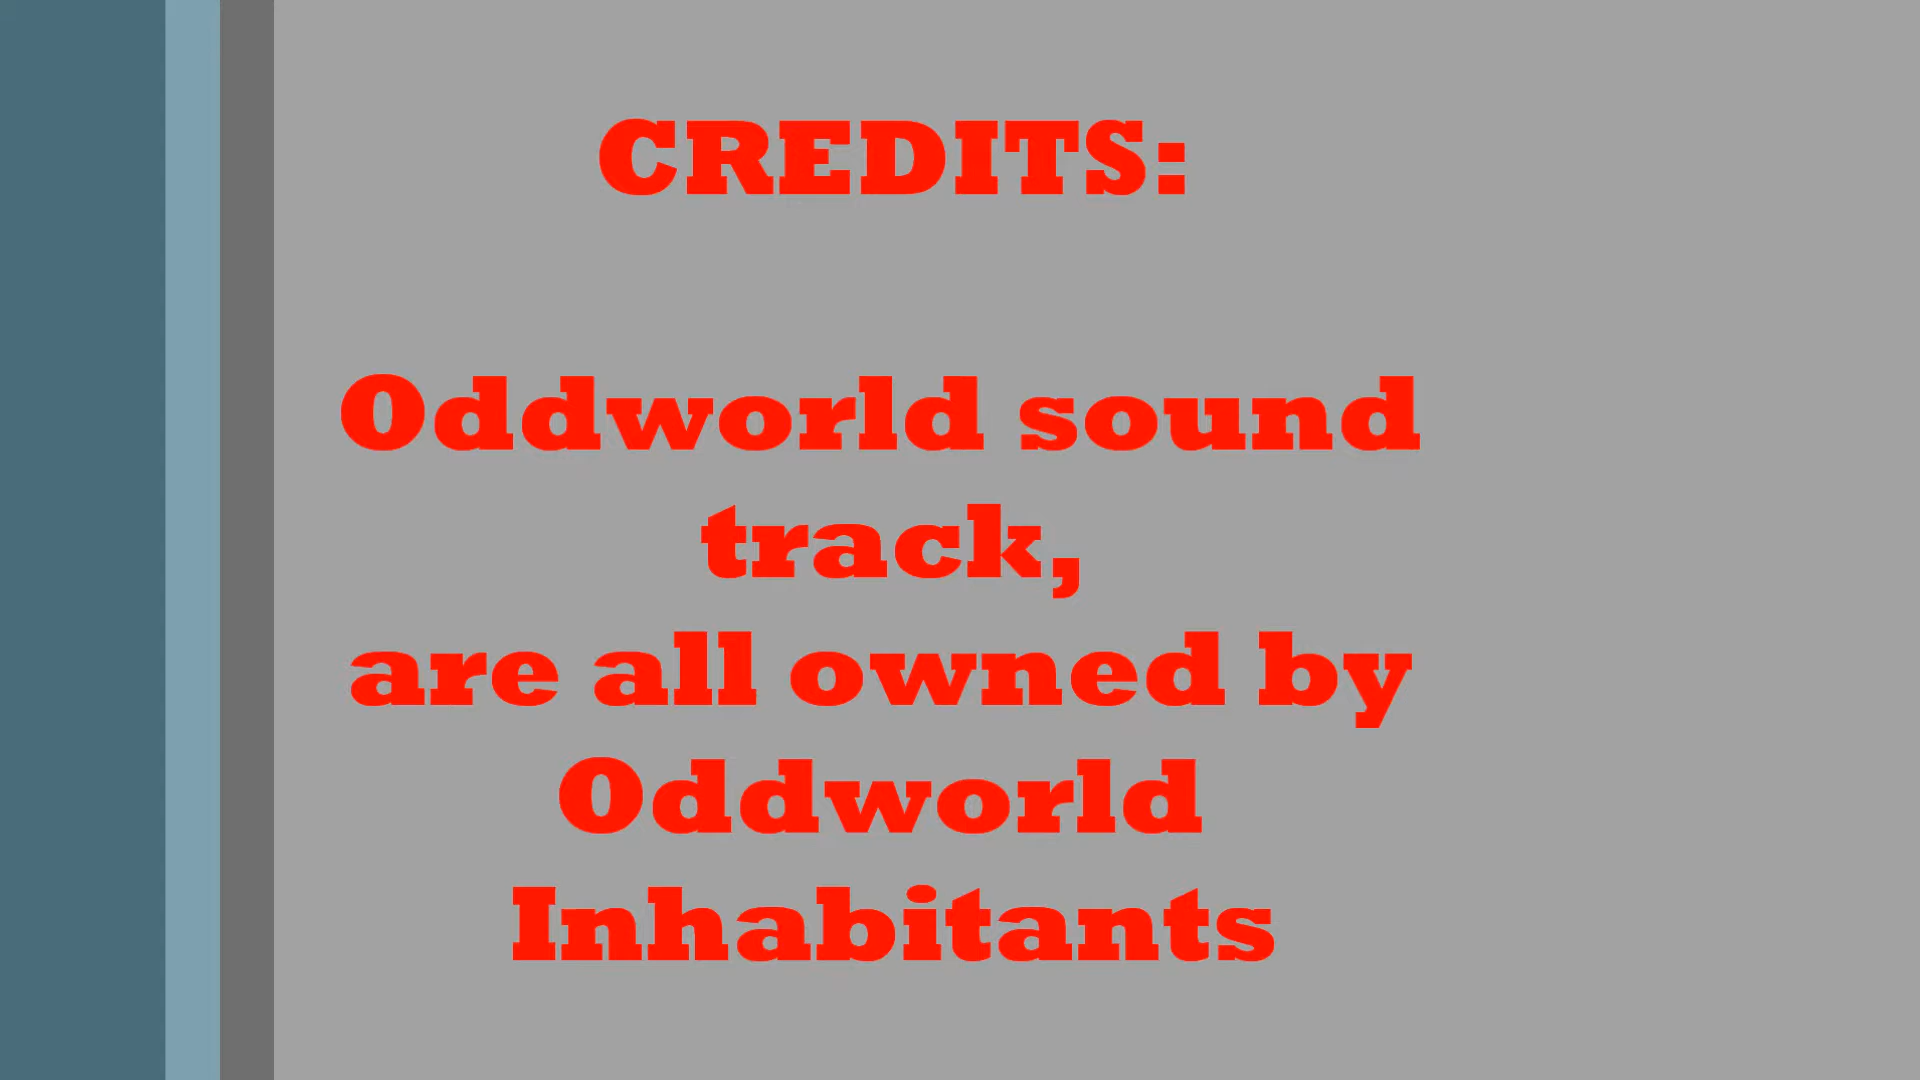 CREDITS:
Oddworld sound
track,
are all owned by
Oddworld
Inhabitants